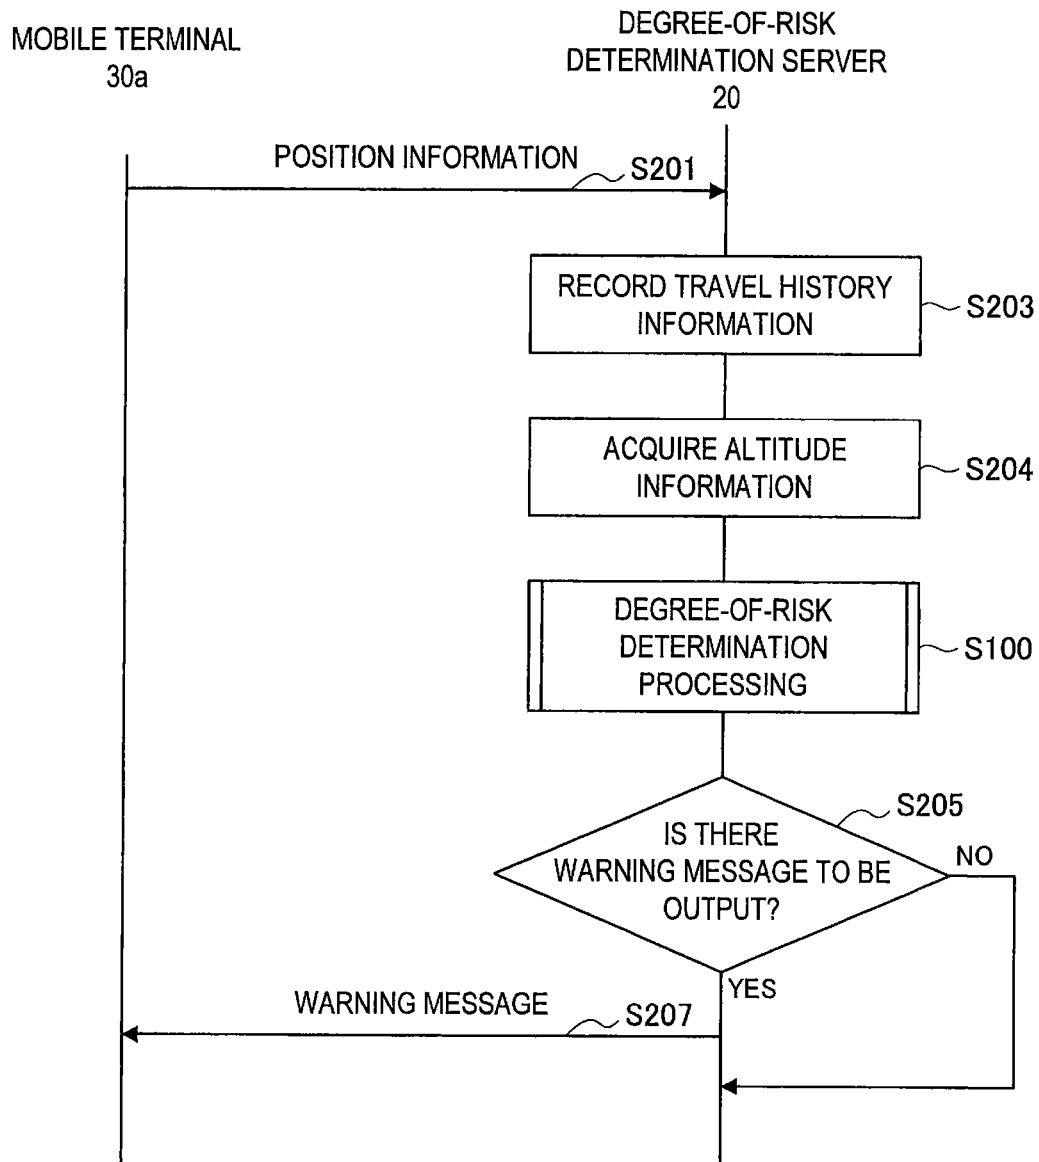 MOBILE TERMINAL
30a
DEGREE-OF-RISK
DETERMINATION SERVER
20
POSITION INFORMATION
S201
RECORD TRAVEL HISTORY
INFORMATION
S203
ACQUIRE ALTITUDE
INFORMATION
S204
DEGREE-OF-RISK
DETERMINATION
PROCESSING
S100
S205
IS THERE
WARNING MESSAGE TO BE
OUTPUT?
NO
YES
WARNING MESSAGE
S207